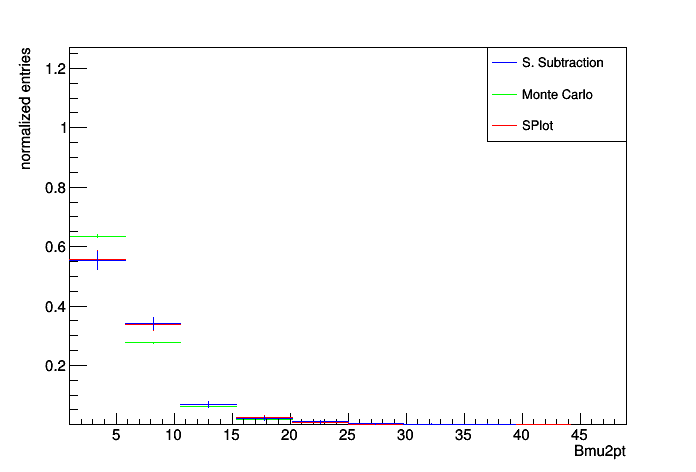 normalized entries
1.2
1
0.8
0.6
0.4
0.2
S. Subtraction
Monte Carlo
SPlot
5 10 15 20 25 30 35 40 45
Bmu2pt